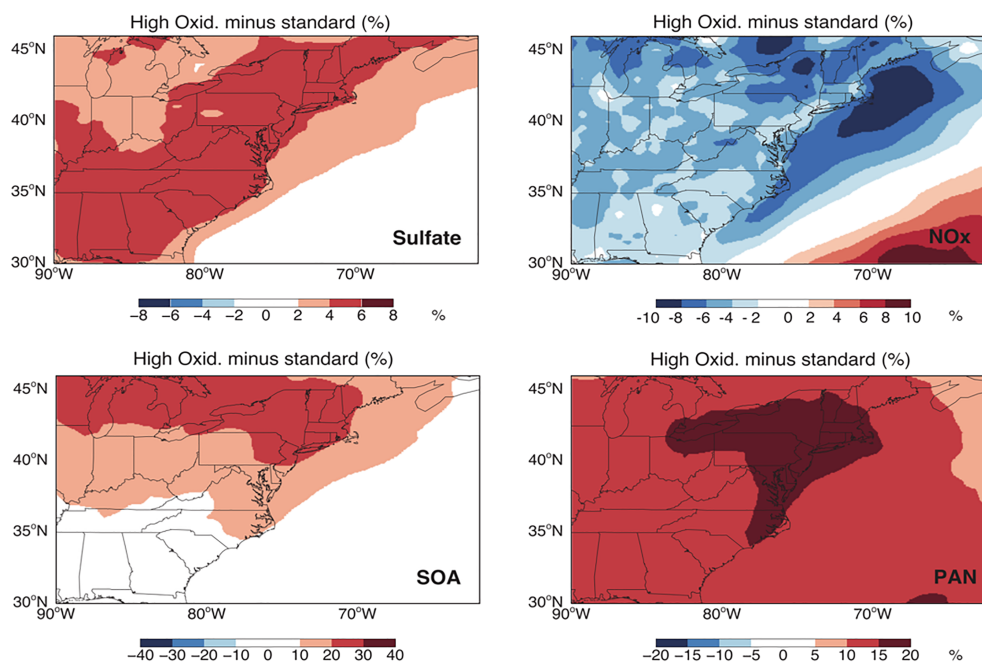 High Oxid. minus standard (%)
45°N
40°N
35°N
30°N
90°W
80°W
70°W
Sulfate
−8 −6 −4 −2 0 2 4 6 8 %
High Oxid. minus standard (%)
45°N
40°N
35°N
30°N
90°W
80°W
70°W
NOx
-10 -8 -6 -4 -2 0 2 4 6 8 10 %
High Oxid. minus standard (%)
45°N
40°N
35°N
30°N
90°W
80°W
70°W
SOA
−40 −30 −20 −10 0 10 20 30 40 %
High Oxid. minus standard (%)
45°N
40°N
35°N
30°N
90°W
80°W
70°W
PAN
−20 −15 −10 −5 0 5 10 15 20 %